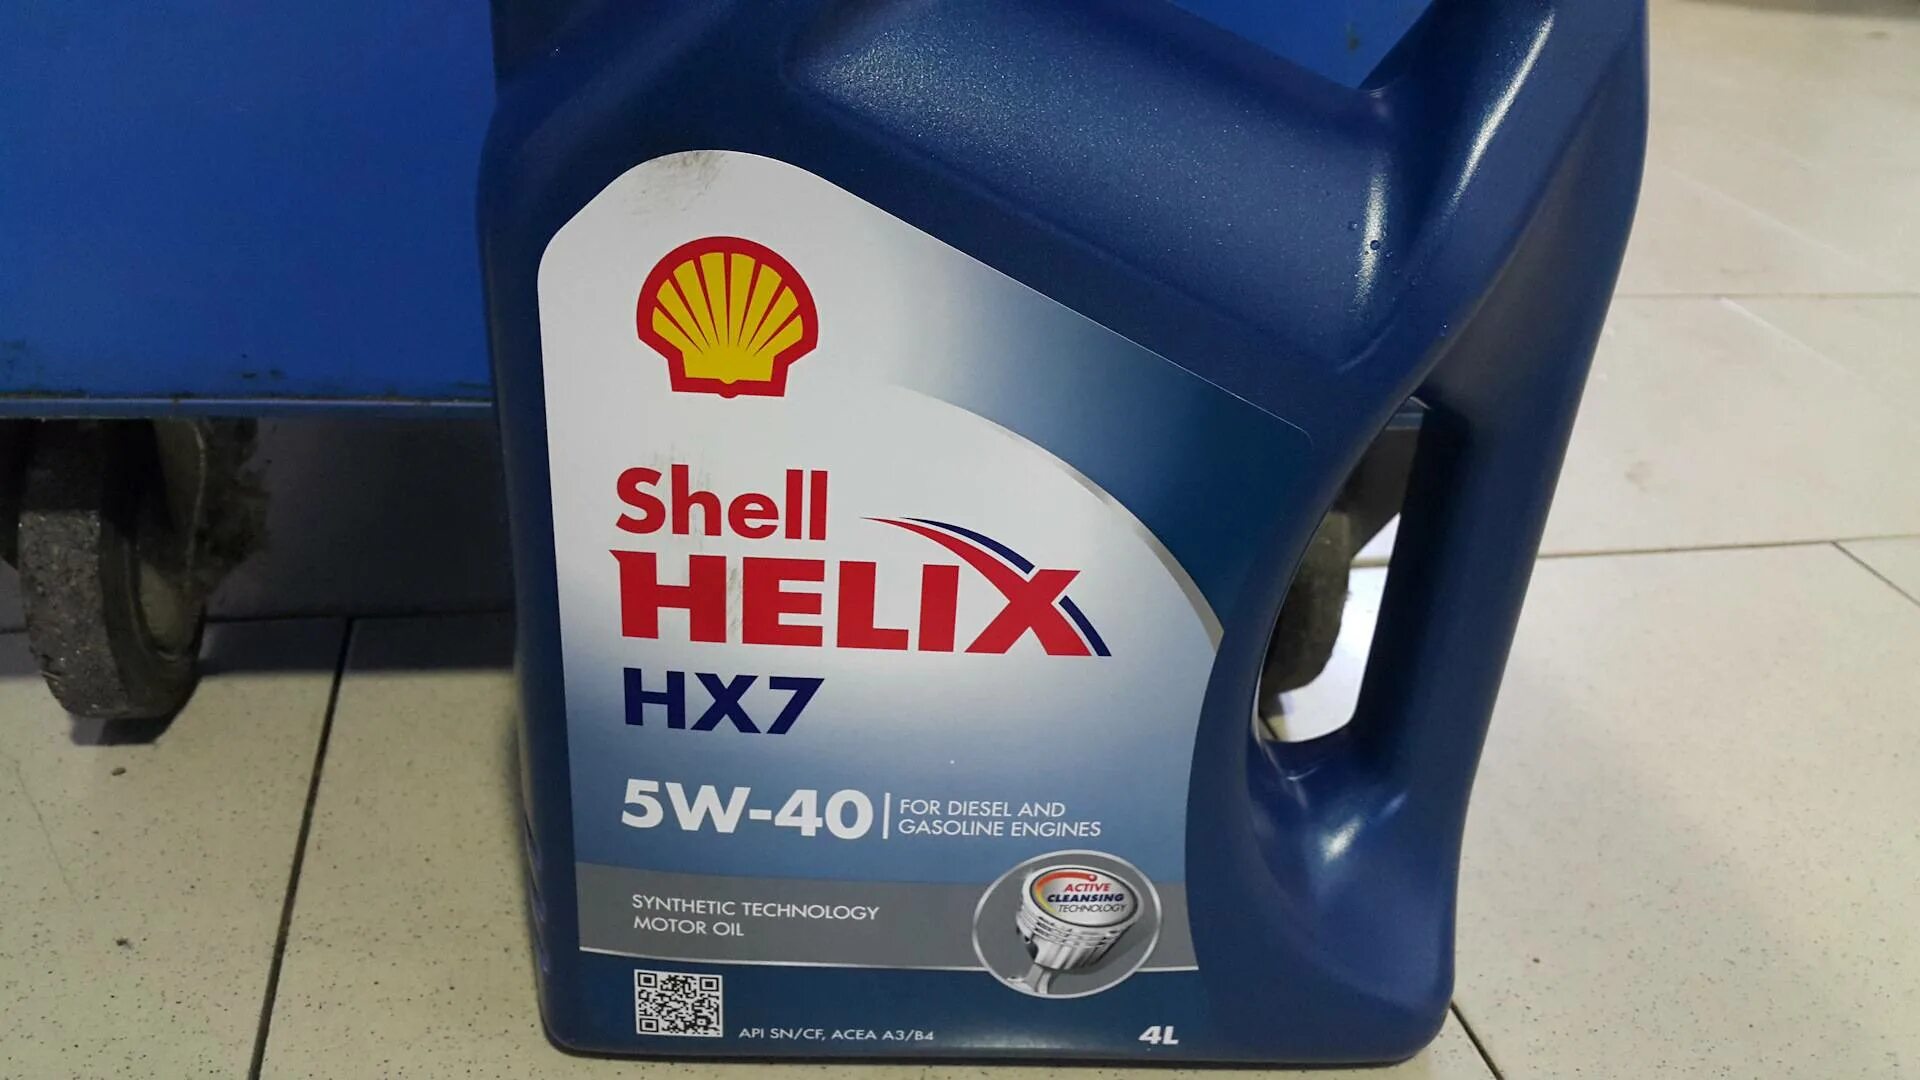 Shell
HELIX
HX7
5W-40
FOR DIESEL AND
GASOLINE ENGINES
ACTIVE
CLEANSING
TECHNOLOGY
SYNTHETIC TECHNOLOGY
MOTOR OIL
API SN/CF, ACEA A3/B4
4L